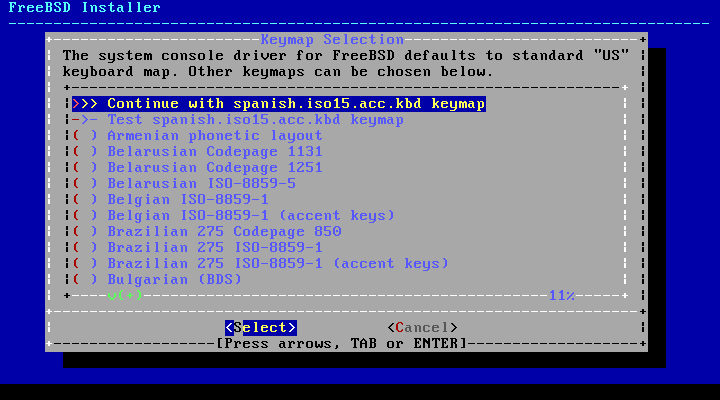 FreeBSD Installer
Keymap Selection
The system console driver for FreeBSD defaults to standard "US"
keyboard map. Other keymaps can be chosen below.
>>> Continue with spanish.iso15.acc.kbd keymap
->- Test spanish.iso15.acc.kbd keymap
( ) Armenian phonetic layout
( ) Belarusian Codepage 1131
( ) Belarusian Codepage 1251
( ) Belarusian ISO-8859-5
( ) Belgian ISO-8859-1
( ) Belgian ISO-8859-1 (accent keys)
( ) Brazilian 275 Codepage 850
( ) Brazilian 275 ISO-8859-1
( ) Brazilian 275 ISO-8859-1 (accent keys)
( ) Bulgarian (BDS)
v(+) 11%
<Select> <Cancel>
[Press arrows, TAB or ENTER]